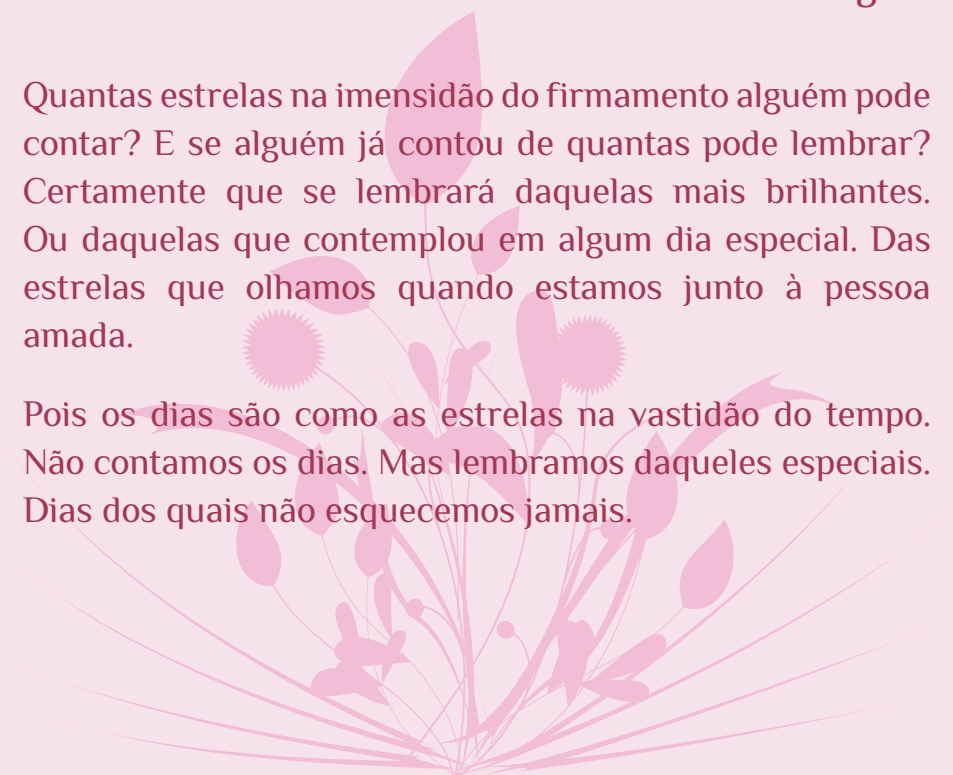 Quantas estrelas na imensidão do firmamento alguém pode
contar? E se alguém já contou de quantas pode lembrar?
Certamente que se lembrará daquelas mais brilhantes.
Ou daquelas que contemplou em algum dia especial. Das
estrelas que olhamos quando estamos junto à pessoa
amada.
Pois os dias são como as estrelas na vastidão do tempo.
Não contamos os dias. Mas lembramos daqueles especiais.
Dias dos quais não esquecemos jamais.